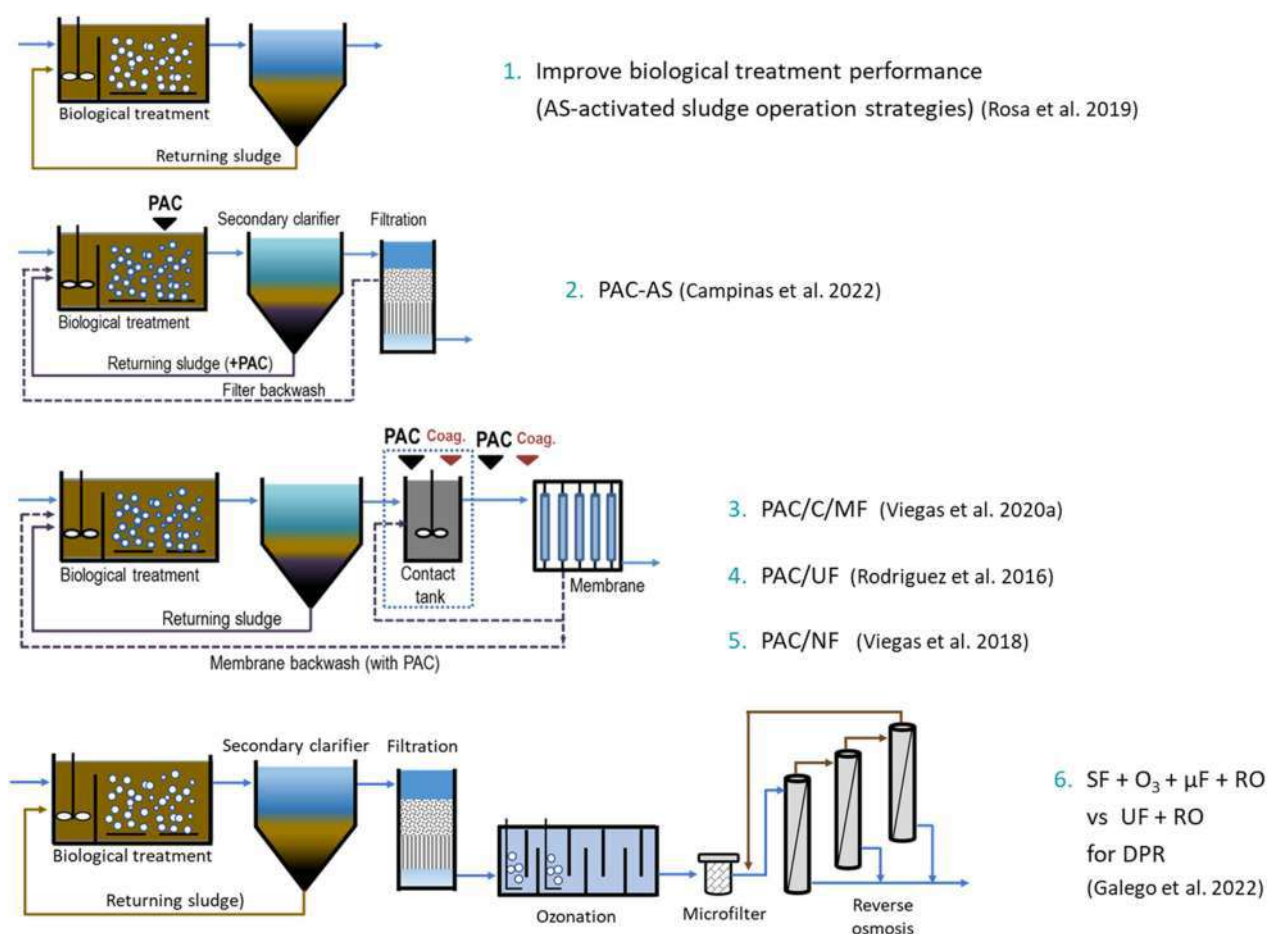 1. Improve biological treatment performance
(AS-activated sludge operation strategies) (Rosa et al. 2019)
Biological treatment
Returning sludge
PAC
Secondary clarifier
Filtration
2. PAC-AS (Campinas et al. 2022)
Biological treatment
Returning sludge (+PAC)
Filter backwash
PAC Coag. PAC Coag.
3. PAC/C/MF (Viegas et al. 2020a)
Biological treatment
Contact
tank
Membrane
4. PAC/UF (Rodriguez et al. 2016)
Returning sludge
5. PAC/NF (Viegas et al. 2018)
Membrane backwash (with PAC)
Secondary clarifier
Filtration
6. SF + O₃ + µF + RO
vs UF + RO
for DPR
(Galego et al. 2022)
Biological treatment
Returning sludge)
Ozonation
Microfilter
Reverse
osmosis